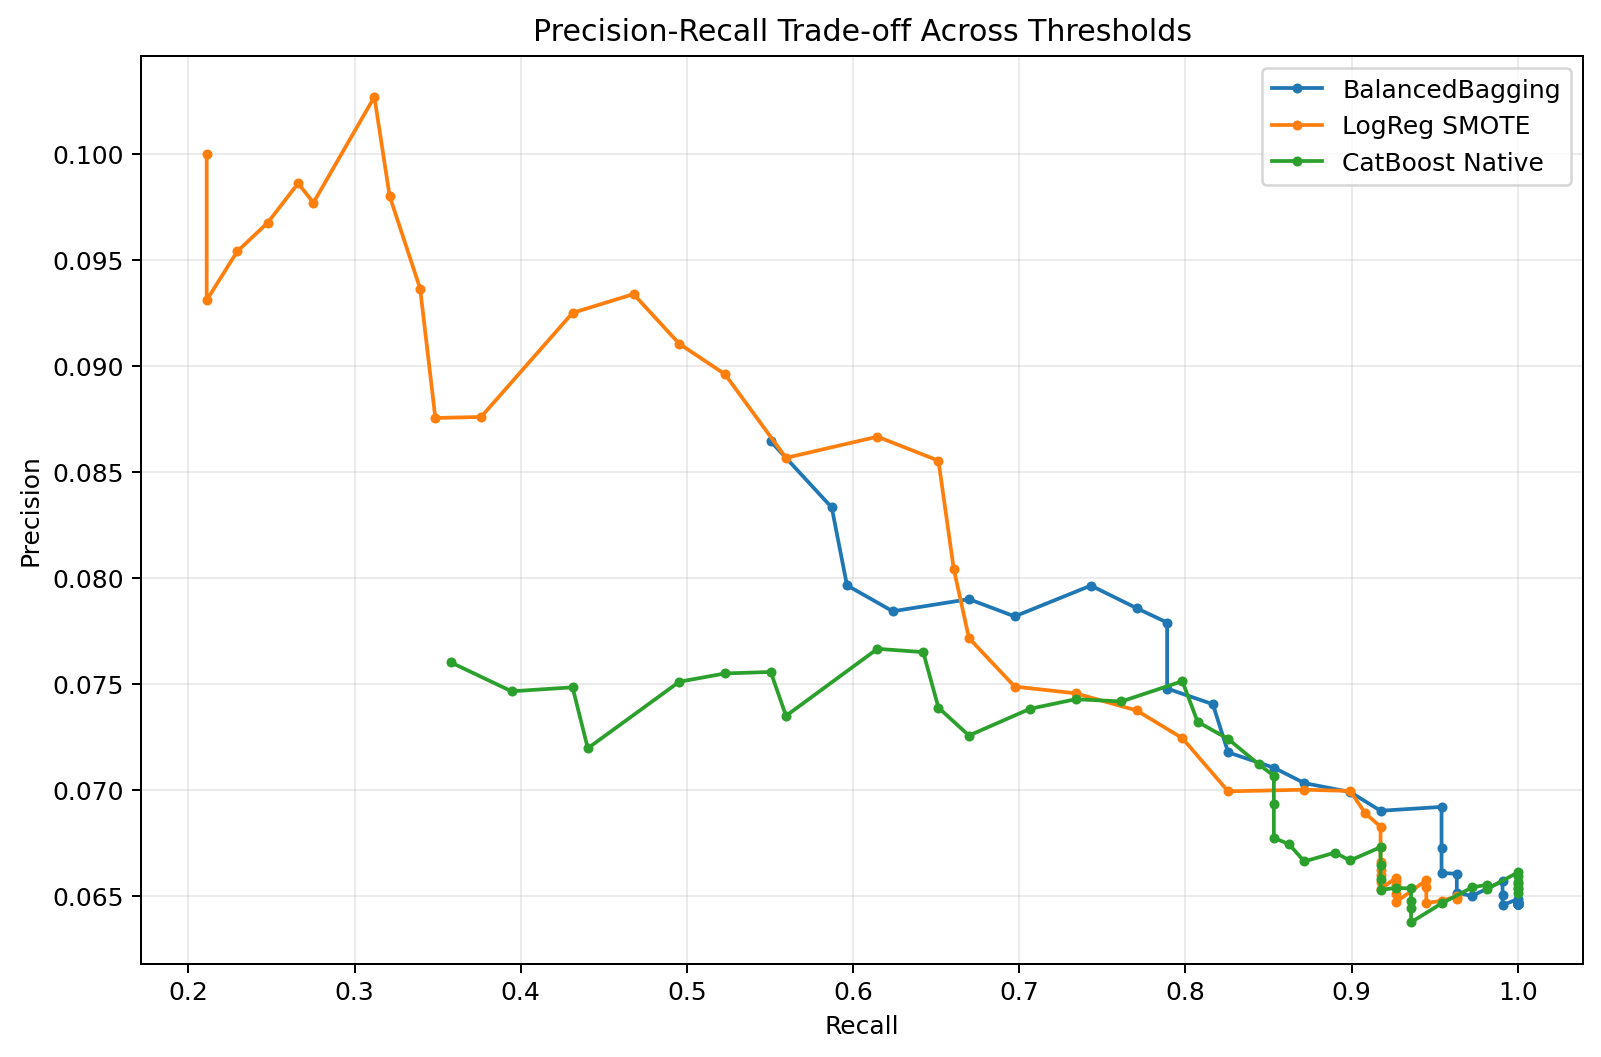 Precision-Recall Trade-off Across Thresholds
BalancedBagging
LogReg SMOTE
CatBoost Native
0.100
0.095
0.090
0.085
0.080
0.075
0.070
0.065
Precision
0.2 0.3 0.4 0.5 0.6 0.7 0.8 0.9 1.0
Recall